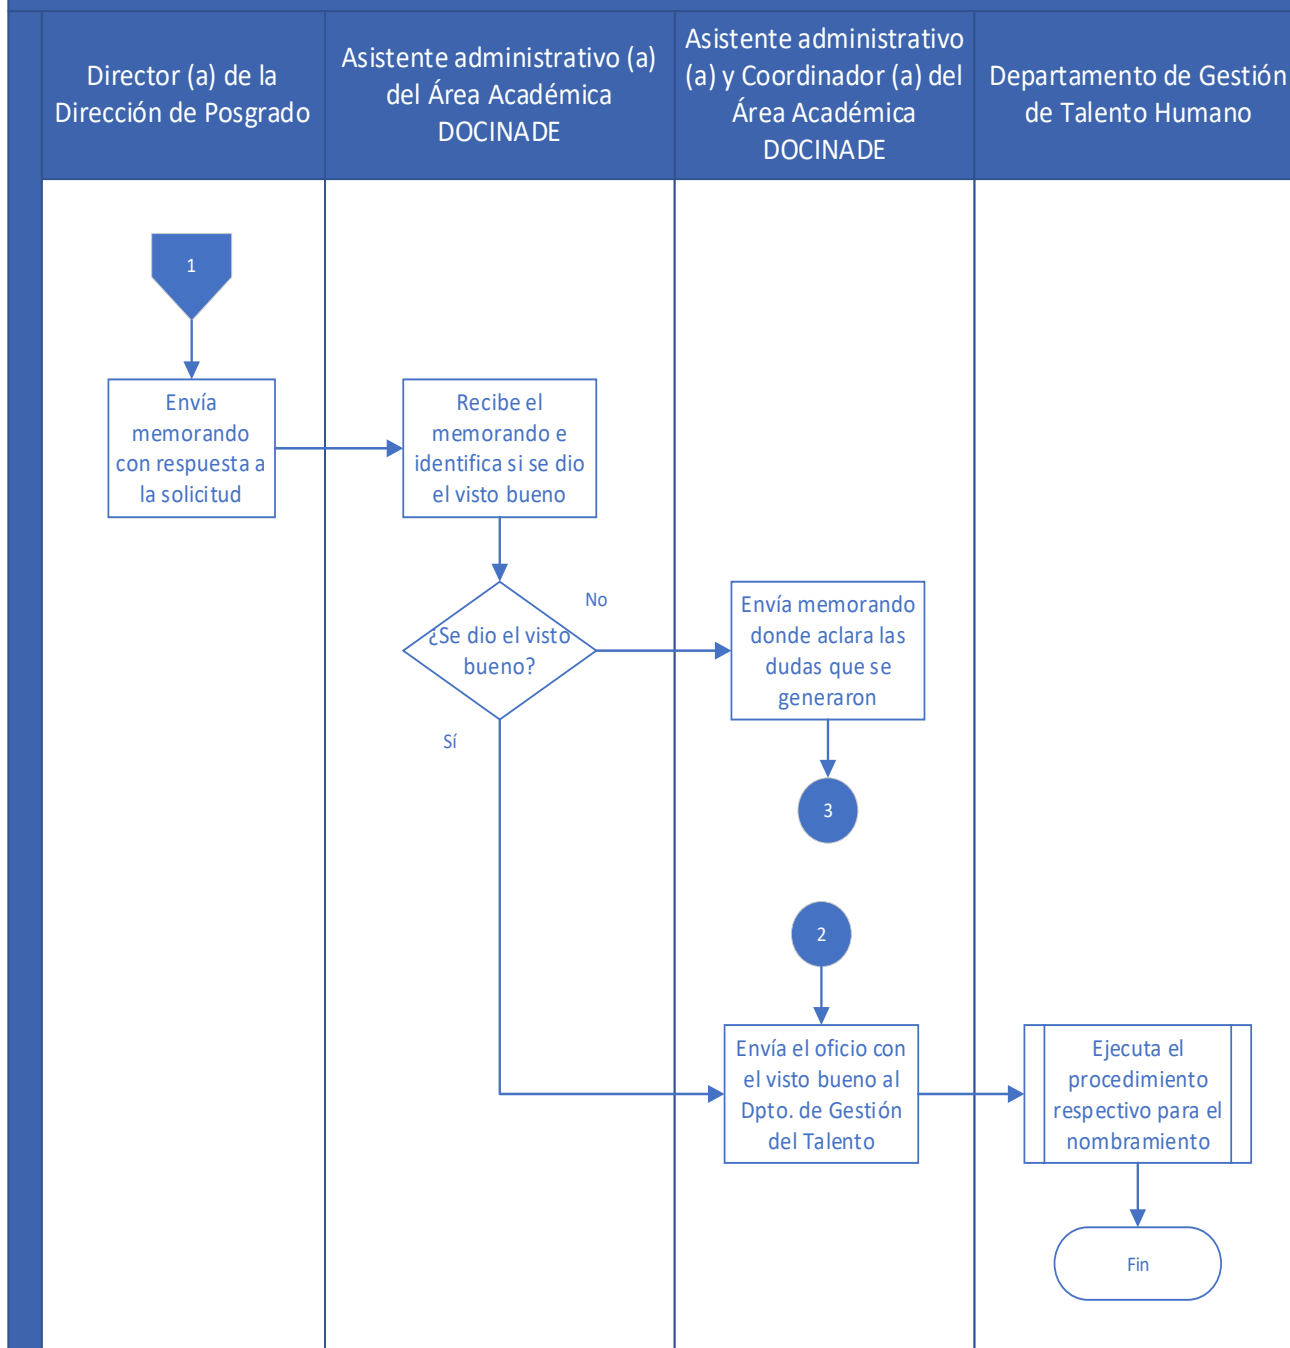 Director (a) de la
Dirección de Posgrado
Asistente administrativo (a)
del Área Académica
DOCINADE
Asistente administrativo
(a) y Coordinador (a) del
Área Académica
DOCINADE
Departamento de Gestión
de Talento Humano
1
Envía
memorando
con respuesta a
la solicitud
Recibe el
memorando e
identifica si se dio
el visto bueno
¿Se dio el visto
bueno?
No
Sí
Envía memorando
donde aclara las
dudas que se
generaron
3
2
Envía el oficio con
el visto bueno al
Dpto. de Gestión
del Talento
Ejecuta el
procedimiento
respectivo para el
nombramiento
Fin